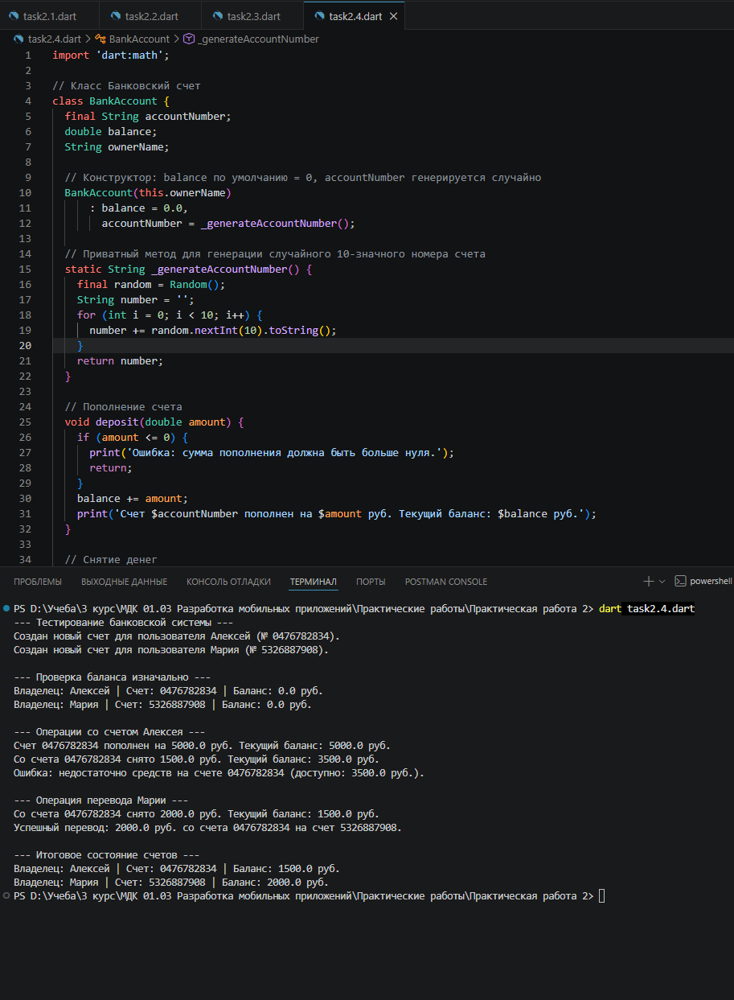 task2.1.dart task2.2.dart task2.3.dart task2.4.dart
task2.4.dart > BankAccount > _generateAccountNumber
1 import 'dart:math';
2
3 // Класс Банковский счет
4 class BankAccount {
5 final String accountNumber;
6 double balance;
7 String ownerName;
8
9 // Конструктор: balance по умолчанию = 0, accountNumber генерируется случайно
10 BankAccount(this.ownerName)
11 : balance = 0.0,
12 accountNumber = _generateAccountNumber();
13
14 // Приватный метод для генерации случайного 10-значного номера счета
15 static String _generateAccountNumber() {
16 final random = Random();
17 String number = '';
18 for (int i = 0; i < 10; i++) {
19 number += random.nextInt(10).toString();
20 }
21 return number;
22 }
23
24 // Пополнение счета
25 void deposit(double amount) {
26 if (amount <= 0) {
27 print('Ошибка: сумма пополнения должна быть больше нуля.');
28 return;
29 }
30 balance += amount;
31 print('Счет $accountNumber пополнен на $amount руб. Текущий баланс: $balance руб.');
32 }
33
34 // Снятие денег
ПРОБЛЕМЫ ВЫХОДНЫЕ ДАННЫЕ КОНСОЛЬ ОТЛАДКИ ТЕРМИНАЛ ПОРТЫ POSTMAN CONSOLE powershell
PS D:\Учеба\3 курс\МДК 01.03 Разработка мобильных приложений\Практические работы\Практическая работа 2> dart task2.4.dart
--- Тестирование банковской системы ---
Создан новый счет для пользователя Алексей (№ 0476782834).
Создан новый счет для пользователя Мария (№ 5326887908).

--- Проверка баланса изначально ---
Владелец: Алексей | Счет: 0476782834 | Баланс: 0.0 руб.
Владелец: Мария | Счет: 5326887908 | Баланс: 0.0 руб.

--- Операции со счетом Алексея ---
Счет 0476782834 пополнен на 5000.0 руб. Текущий баланс: 5000.0 руб.
Со счета 0476782834 снято 1500.0 руб. Текущий баланс: 3500.0 руб.
Ошибка: недостаточно средств на счете 0476782834 (доступно: 3500.0 руб.).

--- Операция перевода Марии ---
Со счета 0476782834 снято 2000.0 руб. Текущий баланс: 1500.0 руб.
Успешный перевод: 2000.0 руб. со счета 0476782834 на счет 5326887908.

--- Итоговое состояние счетов ---
Владелец: Алексей | Счет: 0476782834 | Баланс: 1500.0 руб.
Владелец: Мария | Счет: 5326887908 | Баланс: 2000.0 руб.
PS D:\Учеба\3 курс\МДК 01.03 Разработка мобильных приложений\Практические работы\Практическая работа 2>